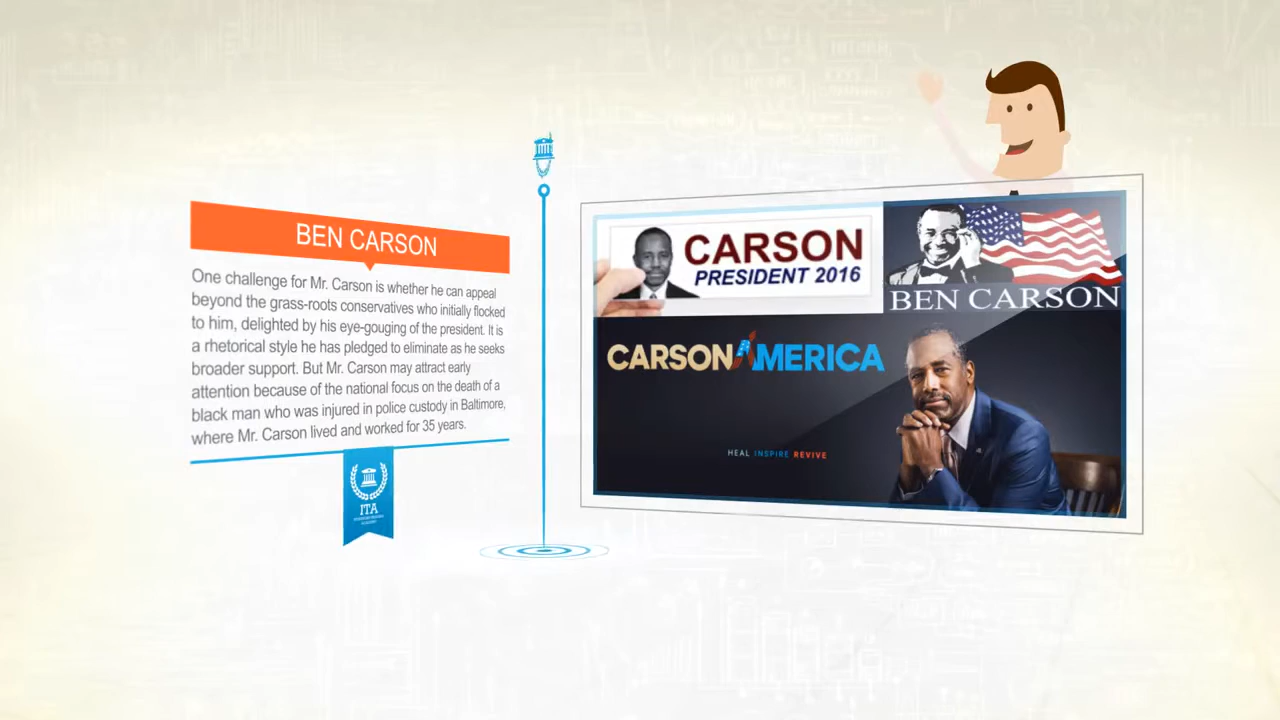 BEN CARSON
One challenge for Mr. Carson is whether he can appeal
beyond the grass-roots conservatives who initially flocked
to him, delighted by his eye-gouging of the president. It is
a rhetorical style he has pledged to eliminate as he seeks
broader support. But Mr. Carson may attract early
attention because of the national focus on the death of a
black man who was injured in police custody in Baltimore,
where Mr. Carson lived and worked for 35 years.
ITA
CARSON
PRESIDENT 2016
BEN CARSON
CARSON AMERICA
HEAL INSPIRE REVIVE